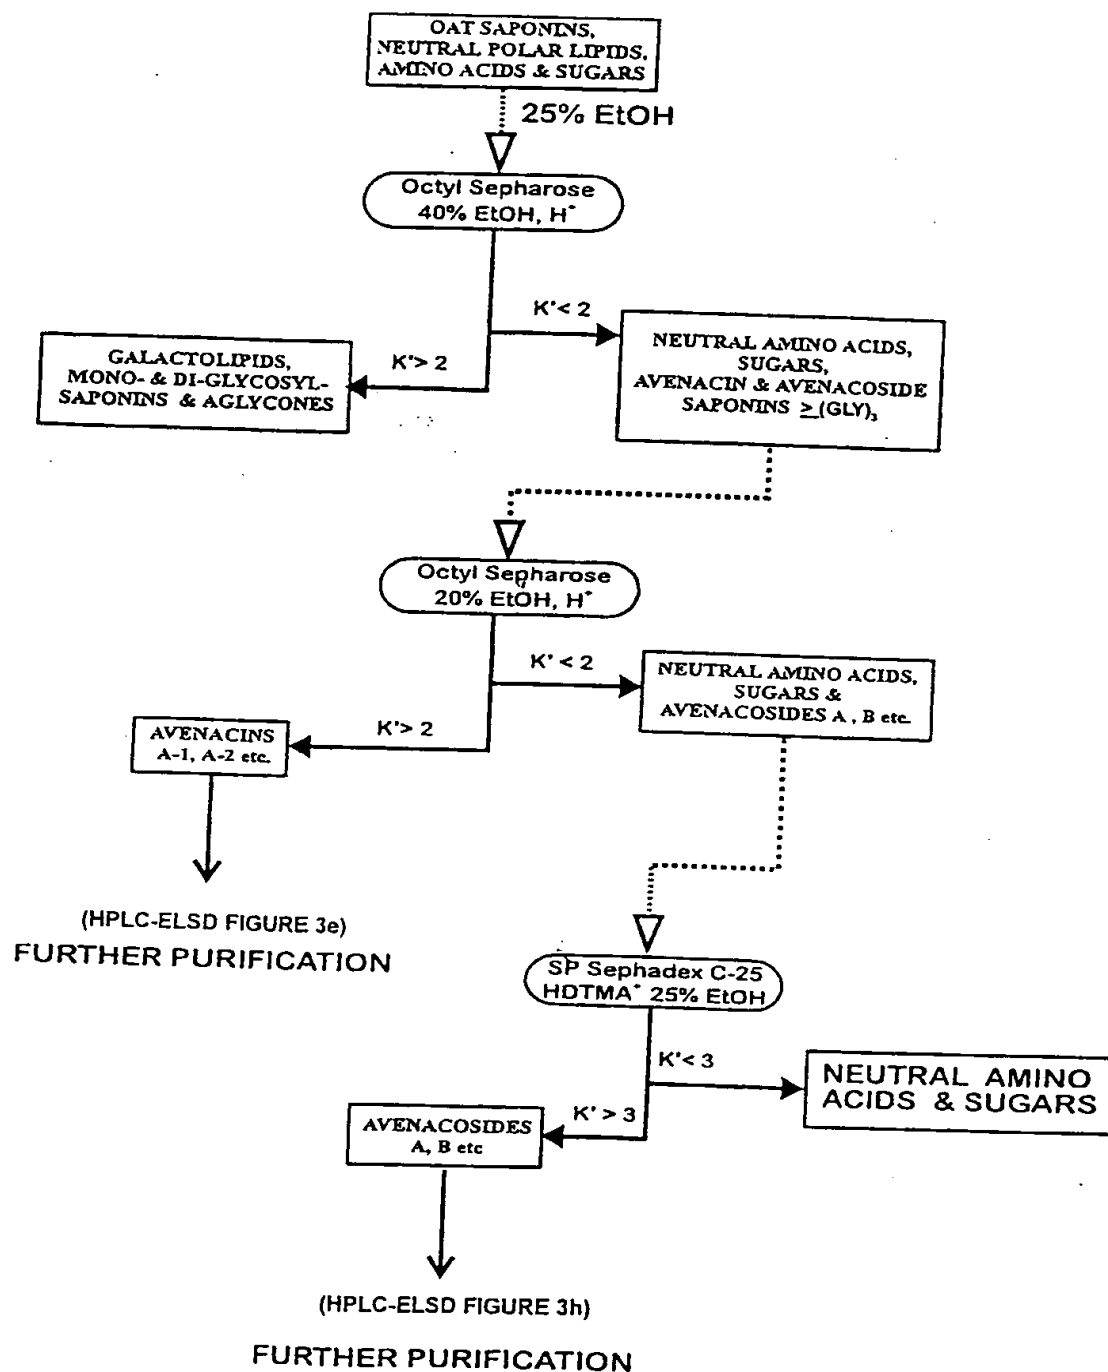 OAT SAPONINS,
NEUTRAL POLAR LIPIDS,
AMINO ACIDS & SUGARS
25% EtOH
Octyl Sepharose
40% EtOH, H⁺
K'< 2
K'> 2
GALACTOLIPIDS,
MONO- & DI-GLYCOSYL-
SAPONINS & AGLYCONES
NEUTRAL AMINO ACIDS,
SUGARS,
AVENACIN & AVENACOSIDE
SAPONINS ≥(GLY)₃
Octyl Sepharose
20% EtOH, H⁺
K' < 2
K'> 2
NEUTRAL AMINO ACIDS,
SUGARS &
AVENACOSIDES A , B etc.
AVENACINS
A-1, A-2 etc.
(HPLC-ELSD FIGURE 3e)
FURTHER PURIFICATION
SP Sephadex C-25
HDTMA⁺ 25% EtOH
K'< 3
K' > 3
NEUTRAL AMINO
ACIDS & SUGARS
AVENACOSIDES
A, B etc
(HPLC-ELSD FIGURE 3h)
FURTHER PURIFICATION